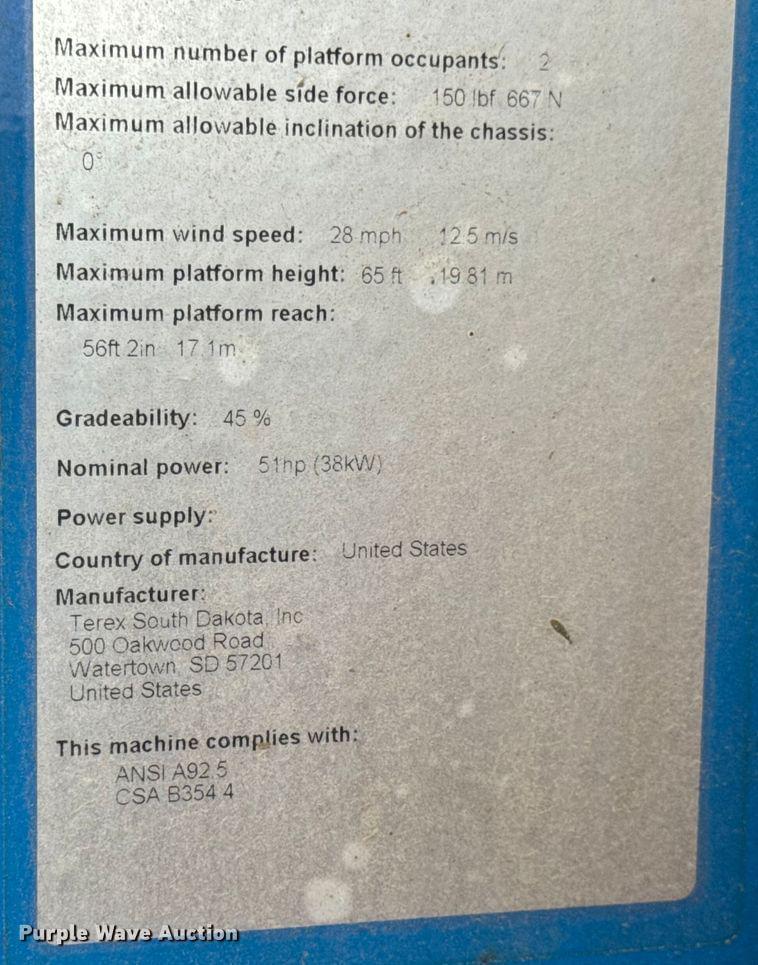 Maximum number of platform occupants: 2
Maximum allowable side force: 150 lbf 667 N
Maximum allowable inclination of the chassis:
0°
Maximum wind speed: 28 mph 12.5 m/s
Maximum platform height: 65 ft 19.81 m
Maximum platform reach:
56ft 2in 17.1m
Gradeability: 45 %
Nominal power: 51hp (38kW)
Power supply:
Country of manufacture: United States
Manufacturer:
Terex South Dakota, Inc
500 Oakwood Road
Watertown, SD 57201
United States
This machine complies with:
ANSI A92.5
CSA B354.4
Purple Wave Auction